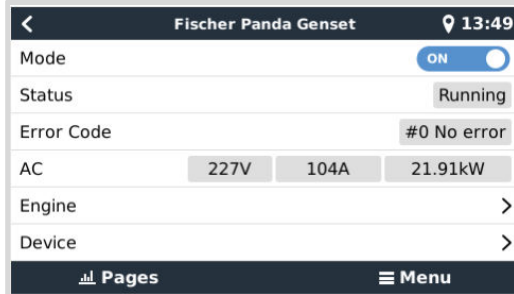 Fischer Panda Genset 13:49
Mode ON
Status Running
Error Code #0 No error
AC 227V 104A 21.91kW
Engine
Device
Pages Menu